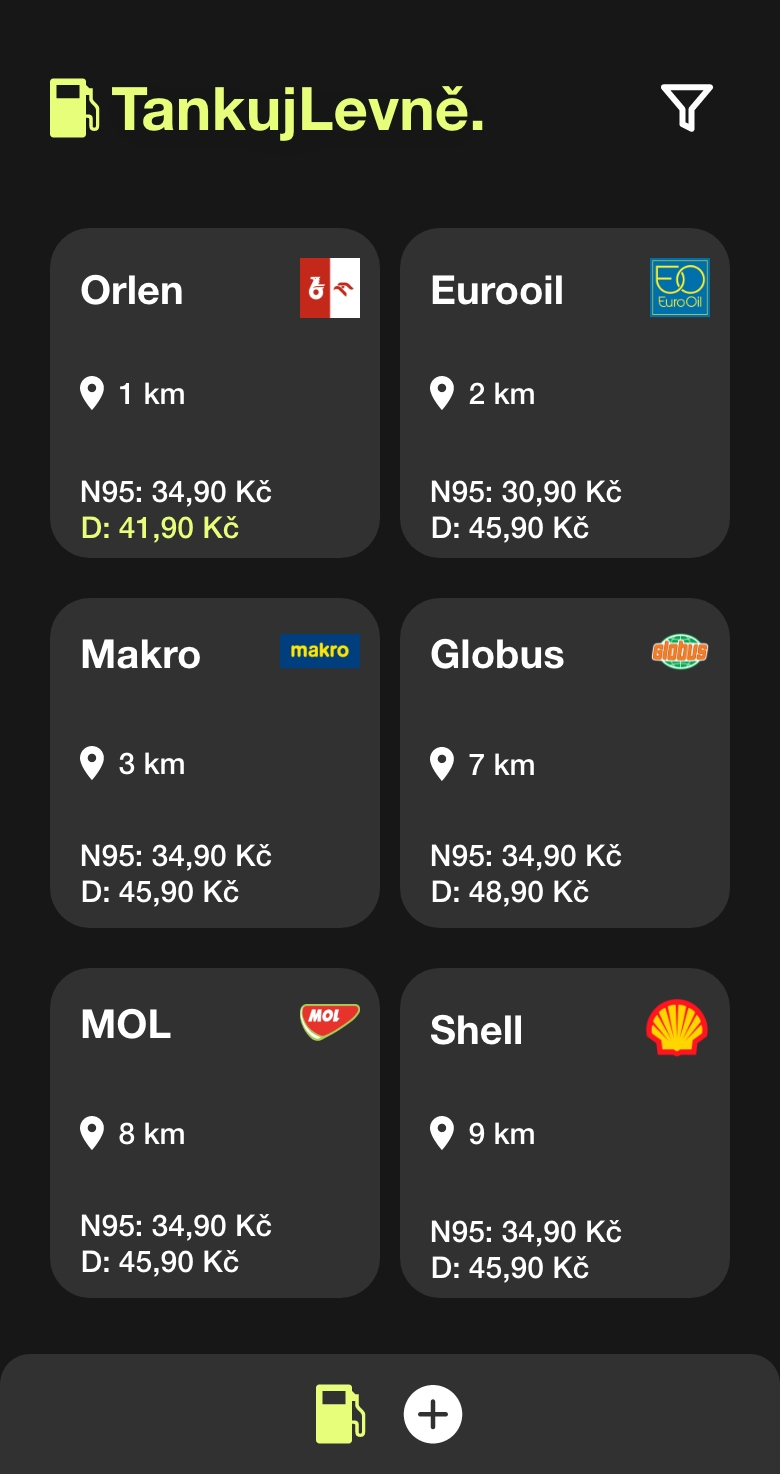 TankujLevně.
Orlen
1 km
N95: 34,90 Kč
D: 41,90 Kč
Eurooil
EO
EuroOil
2 km
N95: 30,90 Kč
D: 45,90 Kč
Makro
makro
3 km
N95: 34,90 Kč
D: 45,90 Kč
Globus
Globus
7 km
N95: 34,90 Kč
D: 48,90 Kč
MOL
MOL
8 km
N95: 34,90 Kč
D: 45,90 Kč
Shell
9 km
N95: 34,90 Kč
D: 45,90 Kč